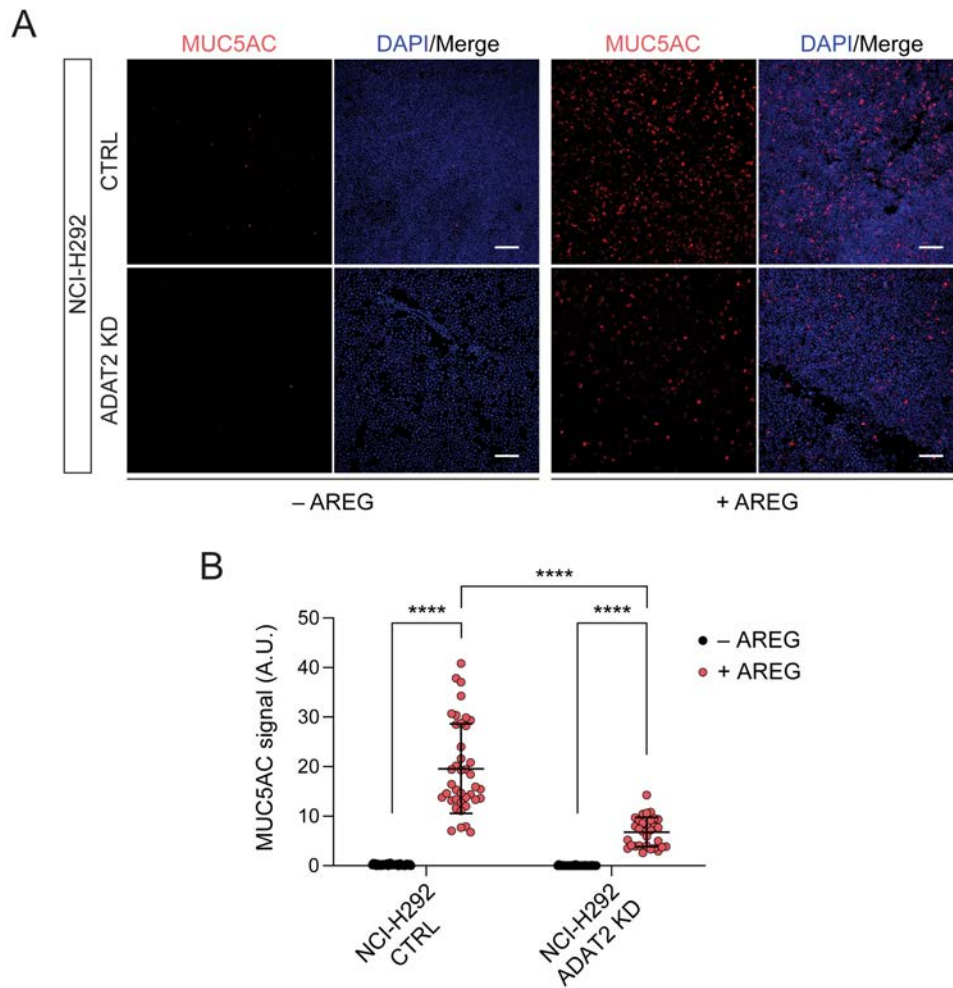 A
MUC5AC
DAPI/Merge
MUC5AC
DAPI/Merge
NCI-H292
CTRL
ADAT2 KD
– AREG
+ AREG
B
****
****
****
MUC5AC signal (A.U.)
50
40
30
20
10
0
– AREG
+ AREG
NCI-H292
CTRL
NCI-H292
ADAT2 KD